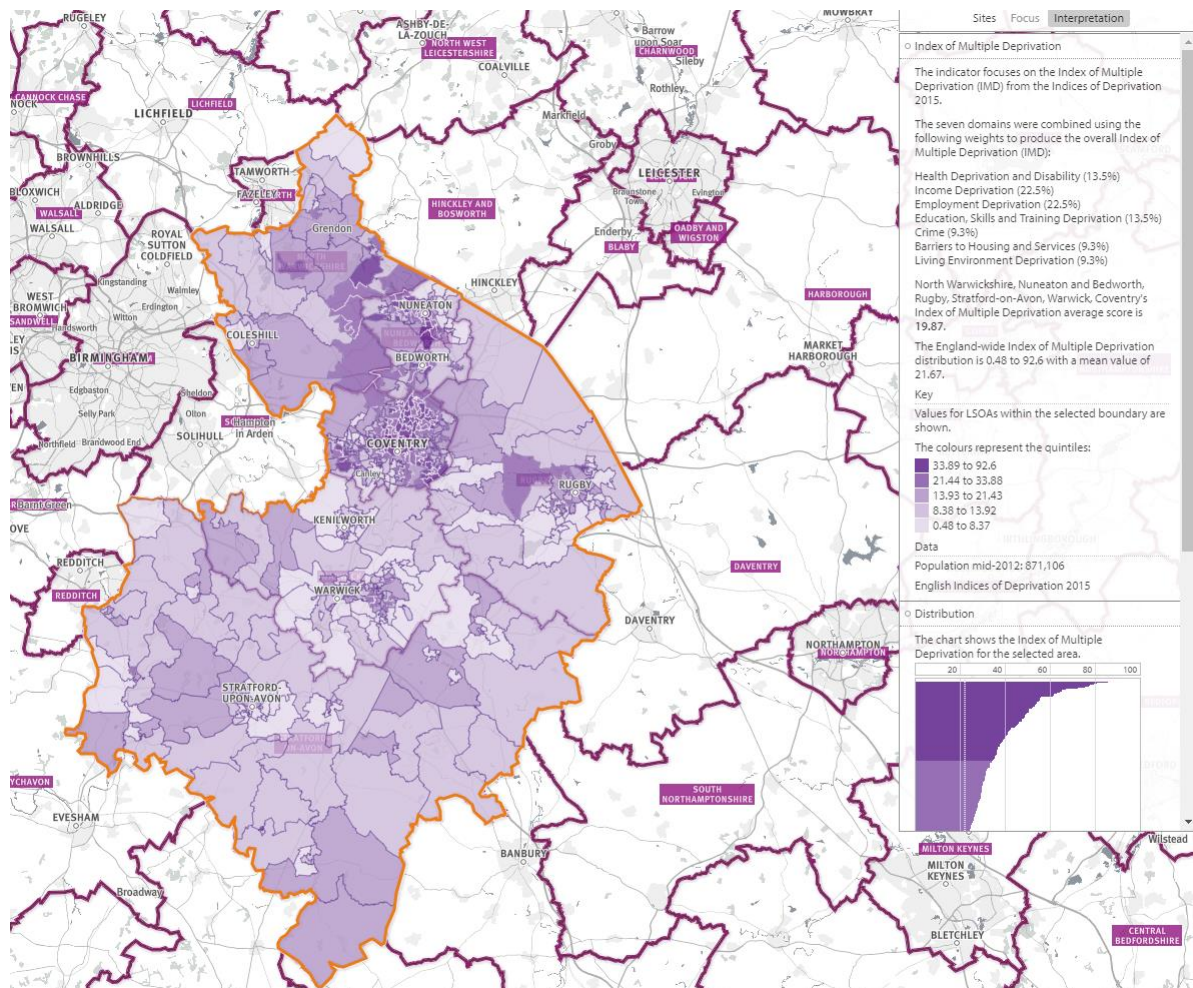 RUGELEY
ASHBY-DE-
LA-ZOUCH
NORTH WEST
LEICESTERSHIRE
COALVILLE
Barrow
upon Soar
CHARNWOOD
Sileby
Rothley
MOWBRAY
CANNOCK CHASE
NOCK
LICHFIELD
LICHFIELD
Markfield
Groby
BROWNHILLS
TAMWORTH
FAZELEY
LEICESTER
Braunstone
Town
Evington
BLOXWICH
ALDRIDGE
WALSALL
WALSALL
HINCKLEY AND
BOSWORTH
OADBY AND
WIGSTON
Enderby
BLABY
ROYAL
SUTTON
COLDFIELD
Grendon
Kingstanding
Walmley
HINCKLEY
HARBOROUGH
WEST
BROMWICH
SANDWELL
Erdington
Witton
Handsworth
NUNEATON
COLESHILL
BEDWORTH
MARKET
HARBOROUGH
BIRMINGHAM
Edgbaston
Sheldon
Selly Park
Olton
Hampton
in Arden
Northfield
Brandwood End
SOLIHULL
COVENTRY
Canley
RUGBY
Barnt Green
OVE
KENILWORTH
REDDITCH
REDDITCH
WARWICK
DAVENTRY
DAVENTRY
NORTHAMPTON
NORTHAMPTON
STRATFORD-
UPON-AVON
STRATFORD-
ON-AVON
YCHAVON
SOUTH
NORTHAMPTONSHIRE
EVESHAM
BANBURY
Broadway
MILTON KEYNES
MILTON
KEYNES
Wilstead
BLETCHLEY
CENTRAL
BEDFORDSHIRE
Sites Focus Interpretation
Index of Multiple Deprivation
The indicator focuses on the Index of Multiple
Deprivation (IMD) from the Indices of Deprivation
2015.
The seven domains were combined using the
following weights to produce the overall Index of
Multiple Deprivation (IMD):
Health Deprivation and Disability (13.5%)
Income Deprivation (22.5%)
Employment Deprivation (22.5%)
Education, Skills and Training Deprivation (13.5%)
Crime (9.3%)
Barriers to Housing and Services (9.3%)
Living Environment Deprivation (9.3%)
North Warwickshire, Nuneaton and Bedworth,
Rugby, Stratford-on-Avon, Warwick, Coventry's
Index of Multiple Deprivation average score is
19.87.
The England-wide Index of Multiple Deprivation
distribution is 0.48 to 92.6 with a mean value of
21.67.
Key
Values for LSOAs within the selected boundary are
shown.
The colours represent the quintiles:
33.89 to 92.6
21.44 to 33.88
13.93 to 21.43
8.38 to 13.92
0.48 to 8.37
Data
Population mid-2012: 871,106
English Indices of Deprivation 2015
Distribution
The chart shows the Index of Multiple
Deprivation for the selected area.
20 40 60 80 100